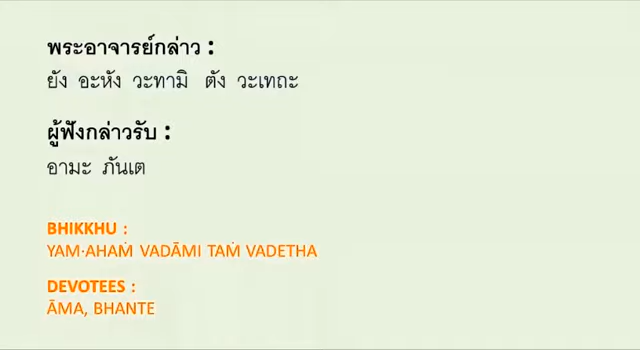 พระอาจารย์กล่าว :
ยัง อะหัง วะทามิ ตัง วะเทถะ
ผู้ฟังกล่าวรับ :
อามะ ภันเต
BHIKKHU :
YAM·AHAṀ VADĀMI TAṀ VADETHA
DEVOTEES :
ĀMA, BHANTE